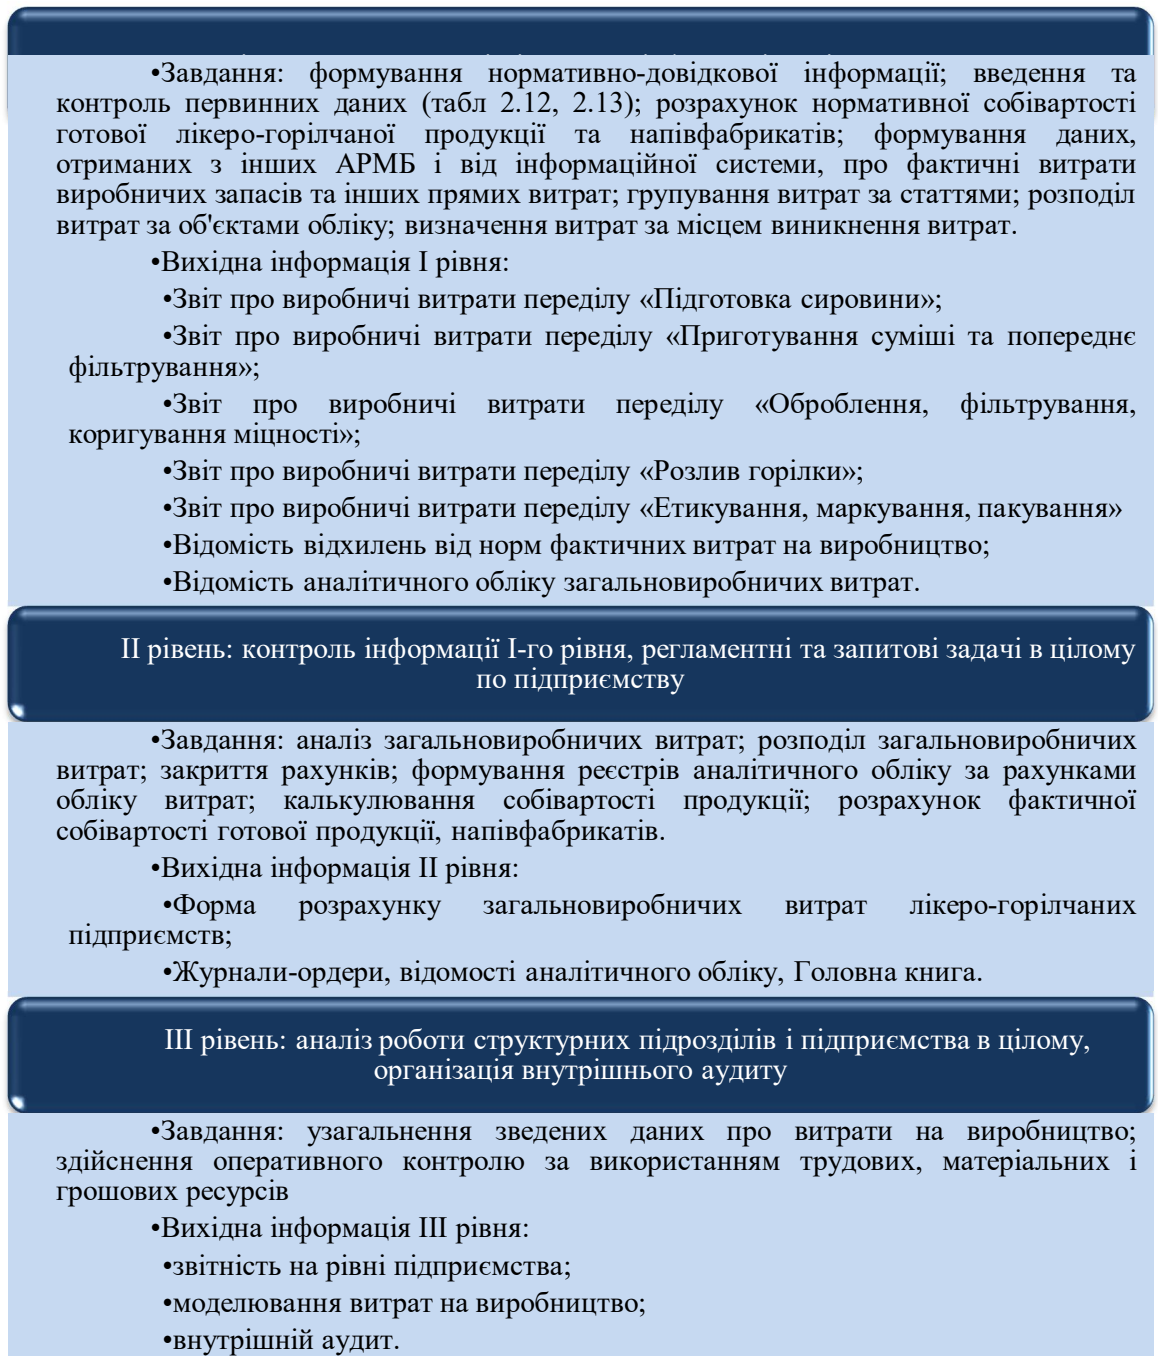 •Завдання: формування нормативно-довідкової інформації; введення та
контроль первинних даних (табл 2.12, 2.13); розрахунок нормативної собівартості
готової лікеро-горілчаної продукції та напівфабрикатів; формування даних,
отриманих з інших АРМБ і від інформаційної системи, про фактичні витрати
виробничих запасів та інших прямих витрат; групування витрат за статтями; розподіл
витрат за об'єктами обліку; визначення витрат за місцем виникнення витрат.
•Вихідна інформація І рівня:
•Звіт про виробничі витрати переділу «Підготовка сировини»;
•Звіт про виробничі витрати переділу «Приготування суміші та попереднє
фільтрування»;
•Звіт про виробничі витрати переділу «Оброблення, фільтрування,
коригування міцності»;
•Звіт про виробничі витрати переділу «Розлив горілки»;
•Звіт про виробничі витрати переділу «Етикування, маркування, пакування»
•Відомість відхилень від норм фактичних витрат на виробництво;
•Відомість аналітичного обліку загальновиробничих витрат.
ІІ рівень: контроль інформації І-го рівня, регламентні та запитові задачі в цілому
по підприємству
•Завдання: аналіз загальновиробничих витрат; розподіл загальновиробничих
витрат; закриття рахунків; формування реєстрів аналітичного обліку за рахунками
обліку витрат; калькулювання собівартості продукції; розрахунок фактичної
собівартості готової продукції, напівфабрикатів.
•Вихідна інформація ІІ рівня:
•Форма розрахунку загальновиробничих витрат лікеро-горілчаних
підприємств;
•Журнали-ордери, відомості аналітичного обліку, Головна книга.
ІІІ рівень: аналіз роботи структурних підрозділів і підприємства в цілому,
організація внутрішнього аудиту
•Завдання: узагальнення зведених даних про витрати на виробництво;
здійснення оперативного контролю за використанням трудових, матеріальних і
грошових ресурсів
•Вихідна інформація ІІІ рівня:
•звітність на рівні підприємства;
•моделювання витрат на виробництво;
•внутрішній аудит.